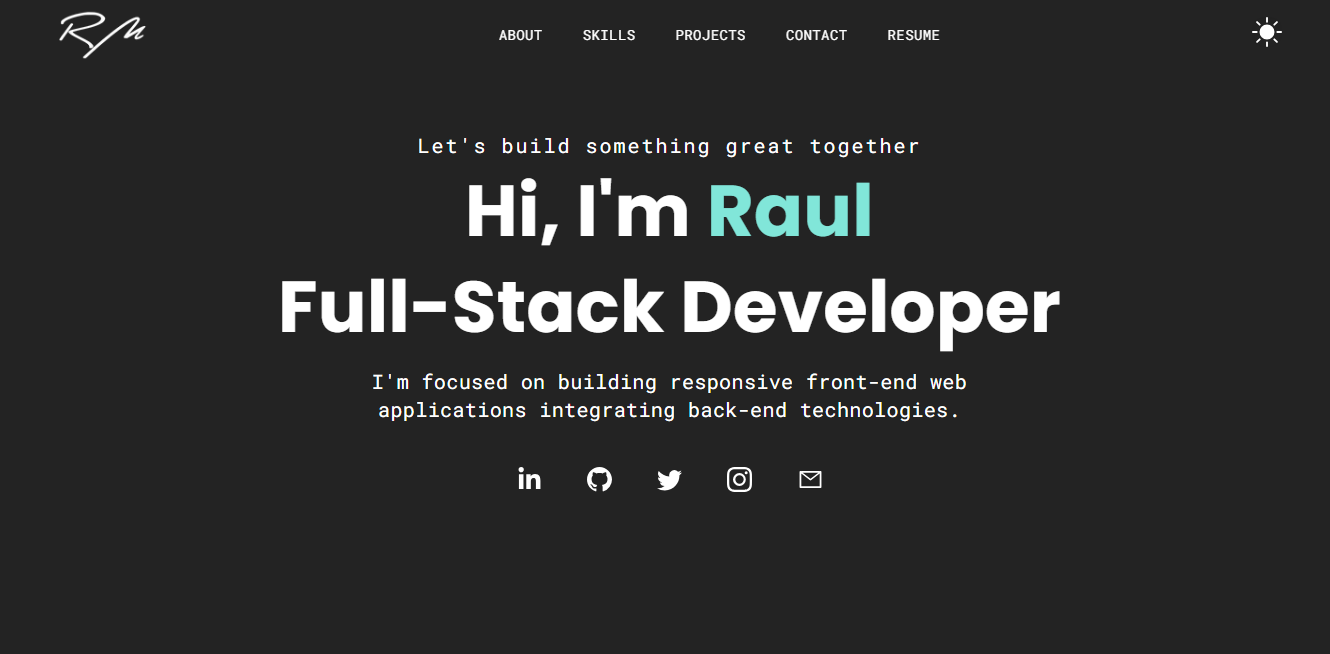 RM
ABOUT SKILLS PROJECTS CONTACT RESUME
Let's build something great together
Hi, I'm Raul
Full-Stack Developer
I'm focused on building responsive front-end web
applications integrating back-end technologies.
in